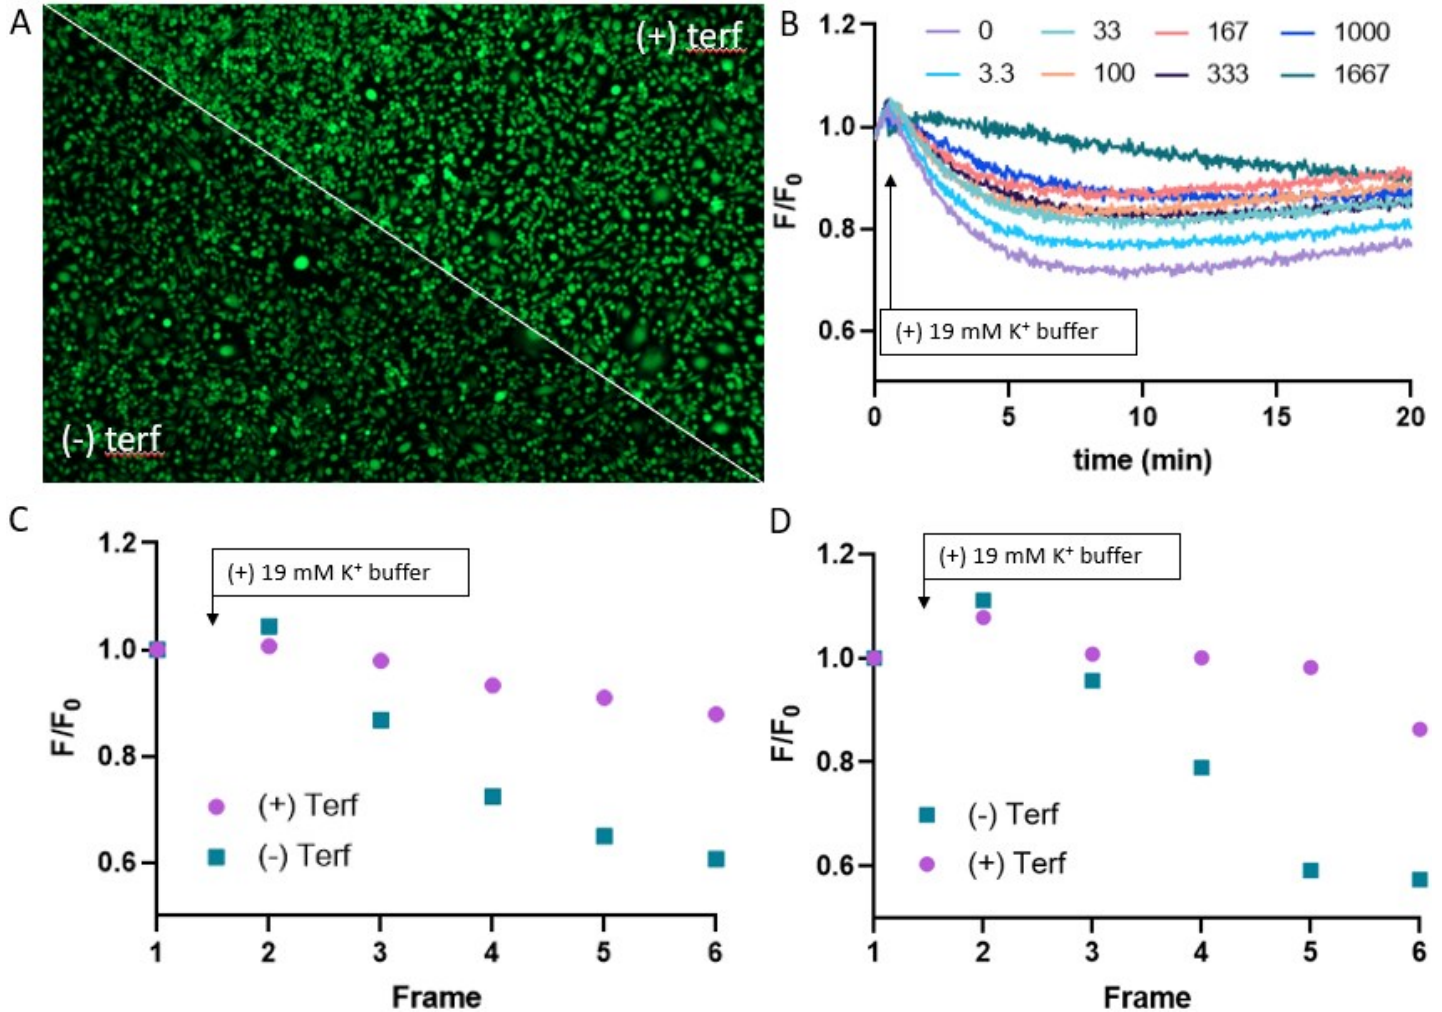 A
(+) terf
(-) terf
B
1.2
1.0
0.8
0.6
F/F₀
0 33 167 1000
3.3 100 333 1667
(+) 19 mM K⁺ buffer
0 5 10 15 20
time (min)
C
1.2
1.0
0.8
0.6
F/F₀
(+) 19 mM K⁺ buffer
(+) Terf
(-) Terf
1 2 3 4 5 6
Frame
D
1.2
1.0
0.8
0.6
F/F₀
(+) 19 mM K⁺ buffer
(-) Terf
(+) Terf
1 2 3 4 5 6
Frame